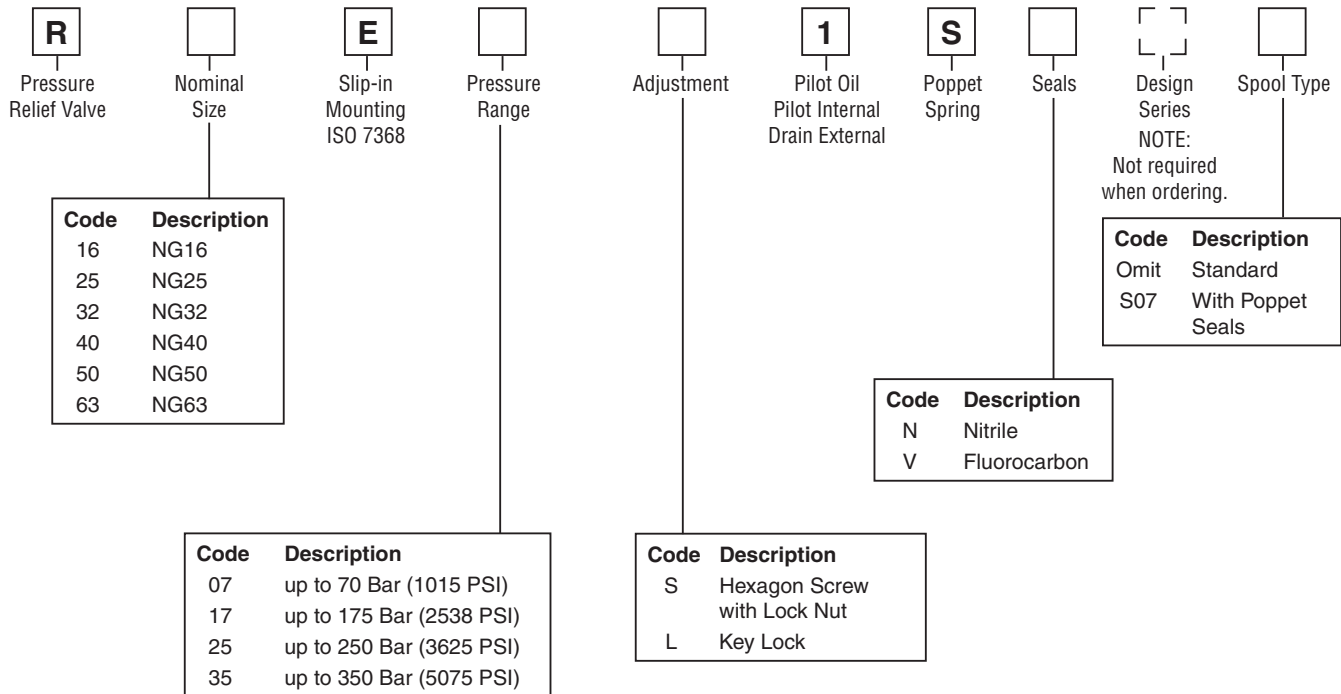 R E 1 S
Pressure
Relief Valve
Nominal
Size
Slip-in
Mounting
ISO 7368
Pressure
Range
Adjustment
Pilot Oil
Pilot Internal
Drain External
Poppet
Spring
Seals
Design
Series
NOTE:
Not required
when ordering.
Spool Type
Code Description
16 NG16
25 NG25
32 NG32
40 NG40
50 NG50
63 NG63
Code Description
Omit Standard
S07 With Poppet
Seals
Code Description
N Nitrile
V Fluorocarbon
Code Description
07 up to 70 Bar (1015 PSI)
17 up to 175 Bar (2538 PSI)
25 up to 250 Bar (3625 PSI)
35 up to 350 Bar (5075 PSI)
Code Description
S Hexagon Screw
with Lock Nut
L Key Lock